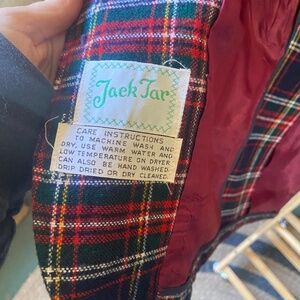 Jack Tar
CARE INSTRUCTIONS
TO MACHINE WASH AND
DRY, USE WARM WATER AND
LOW TEMPERATURE ON DRYER
CAN ALSO BE HAND WASHED
DRIP DRIED OR DRY CLEANED